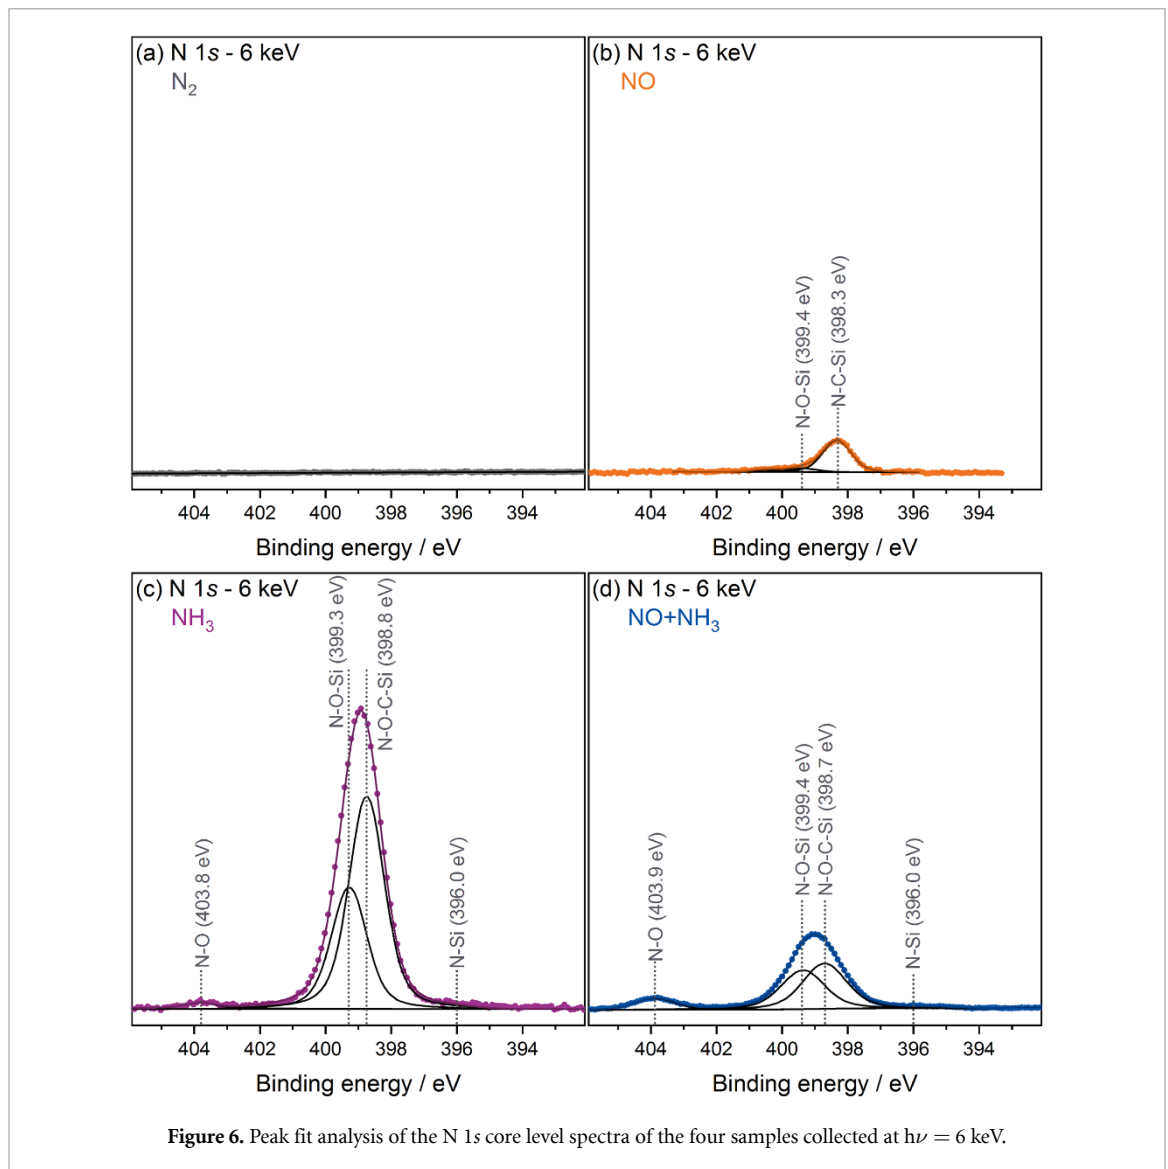 (a) N 1s - 6 keV
N₂
404 402 400 398 396 394
Binding energy / eV
(b) N 1s - 6 keV
NO
N-O-Si (399.4 eV)
N-C-Si (398.3 eV)
404 402 400 398 396 394
Binding energy / eV
(c) N 1s - 6 keV
NH₃
N-O (403.8 eV)
N-O-Si (399.3 eV)
N-O-C-Si (398.8 eV)
N-Si (396.0 eV)
404 402 400 398 396 394
Binding energy / eV
(d) N 1s - 6 keV
NO+NH₃
N-O (403.9 eV)
N-O-Si (399.4 eV)
N-O-C-Si (398.7 eV)
N-Si (396.0 eV)
404 402 400 398 396 394
Binding energy / eV
Figure 6. Peak fit analysis of the N 1s core level spectra of the four samples collected at hν = 6 keV.